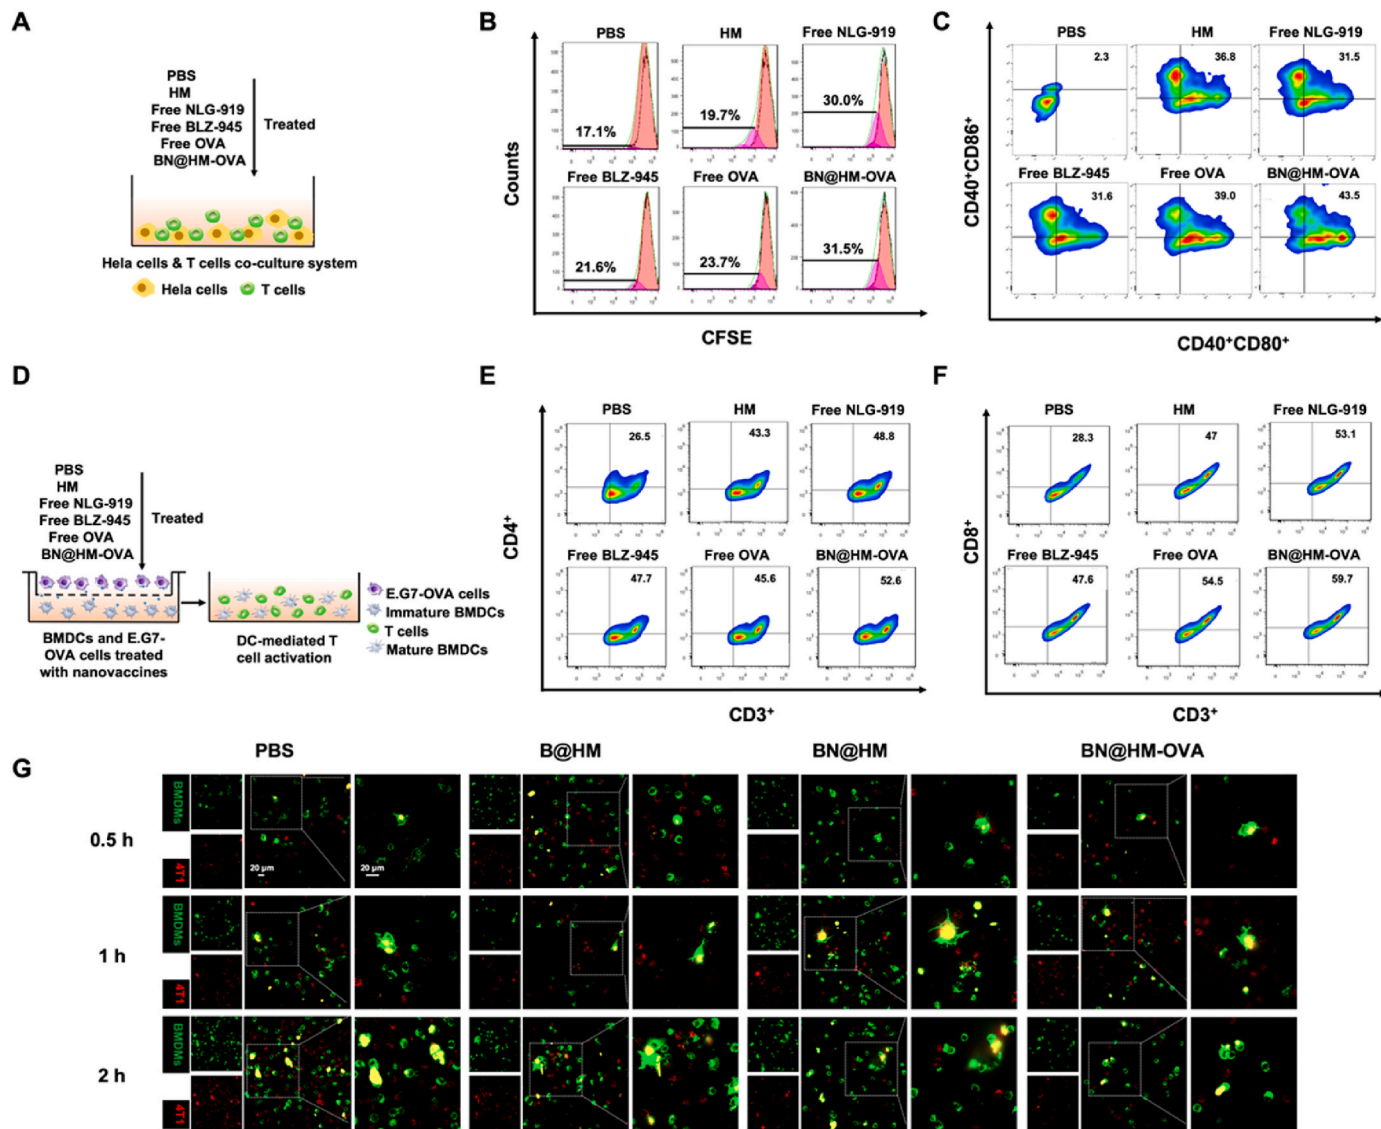 A
PBS
HM
Free NLG-919
Free BLZ-945
Free OVA
BN@HM-OVA
Treated
Hela cells & T cells co-culture system
Hela cells
T cells
B
PBS
HM
Free NLG-919
17.1%
19.7%
30.0%
Free BLZ-945
Free OVA
BN@HM-OVA
21.6%
23.7%
31.5%
Counts
CFSE
C
PBS
HM
Free NLG-919
2.3
36.8
31.5
Free BLZ-945
Free OVA
BN@HM-OVA
31.6
39.0
43.5
CD40⁺CD86⁺
CD40⁺CD80⁺
D
PBS
HM
Free NLG-919
Free BLZ-945
Free OVA
BN@HM-OVA
Treated
BMDCs and E.G7-
OVA cells treated
with nanovaccines
DC-mediated T
cell activation
E.G7-OVA cells
Immature BMDCs
T cells
Mature BMDCs
E
PBS
HM
Free NLG-919
26.5
43.3
48.8
Free BLZ-945
Free OVA
BN@HM-OVA
47.7
45.6
52.6
CD4⁺
CD3⁺
F
PBS
HM
Free NLG-919
28.3
47
53.1
Free BLZ-945
Free OVA
BN@HM-OVA
47.6
54.5
59.7
CD8⁺
CD3⁺
G
PBS
B@HM
BN@HM
BN@HM-OVA
0.5 h
BMDMs
4T1
20 μm
20 μm
1 h
BMDMs
4T1
2 h
BMDMs
4T1